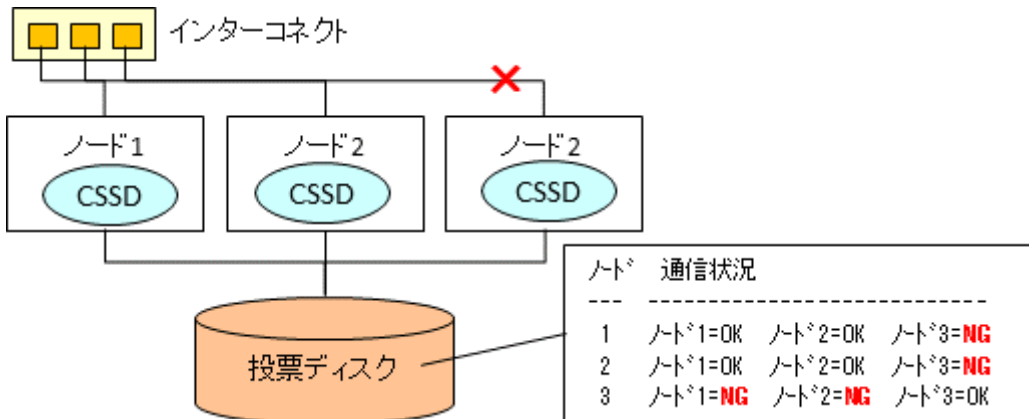 インターコネクト
ノード1
ノード2
ノード2
CSSD
CSSD
CSSD
投票ディスク
ノード 通信状況
--- -----------------------------
1 ノード1=OK ノード2=OK ノード3=NG
2 ノード1=OK ノード2=OK ノード3=NG
3 ノード1=NG ノード2=NG ノード3=OK